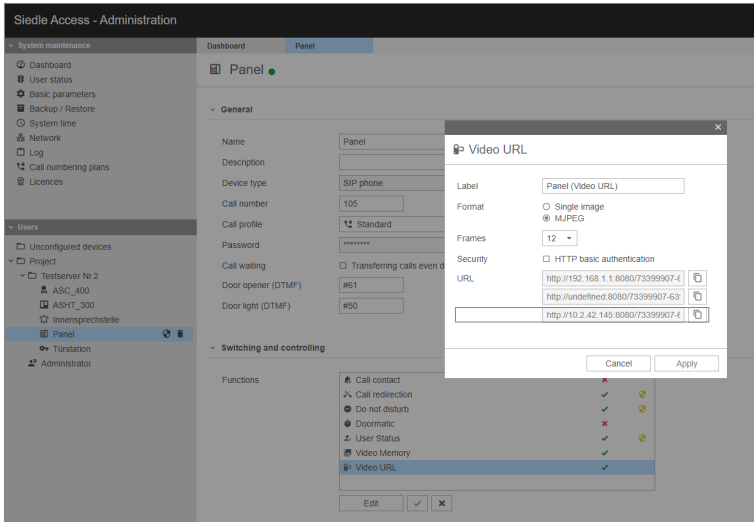 Siedle Access - Administration
System maintenance
Dashboard
User status
Basic parameters
Backup / Restore
System time
Network
Log
Call numbering plans
Licences
Users
Unconfigured devices
Project
Testserver Nr.2
ASC_400
ASHT_300
Innensprechstelle
Panel
Türstation
Administrator
Dashboard Panel
Panel
General
Name Panel
Description
Device type SIP phone
Call number 105
Call profile Standard
Password ********
Call waiting Transferring calls even d
Door opener (DTMF) #61
Door light (DTMF) #50
Switching and controlling
Functions Call contact
Call redirection
Do not disturb
Doormatic
User Status
Video Memory
Video URL
Edit
Video URL
Label Panel (Video URL)
Format Single image
MJPEG
Frames 12
Security HTTP basic authentication
URL http://192.168.1.1:8080/73399907-6
http://undefined:8080/73399907-63
http://10.2.42.145:8080/73399907-6
Cancel Apply